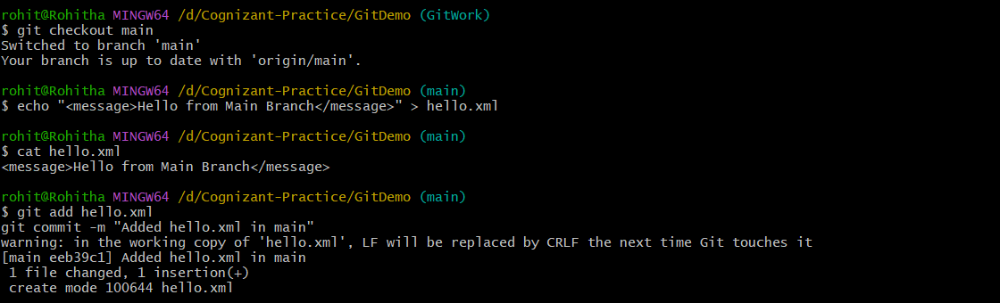 rohit@Rohitha MINGW64 /d/Cognizant-Practice/GitDemo (GitWork)
$ git checkout main
Switched to branch 'main'
Your branch is up to date with 'origin/main'.
rohit@Rohitha MINGW64 /d/Cognizant-Practice/GitDemo (main)
$ echo "<message>Hello from Main Branch</message>" > hello.xml
rohit@Rohitha MINGW64 /d/Cognizant-Practice/GitDemo (main)
$ cat hello.xml
<message>Hello from Main Branch</message>
rohit@Rohitha MINGW64 /d/Cognizant-Practice/GitDemo (main)
$ git add hello.xml
git commit -m "Added hello.xml in main"
warning: in the working copy of 'hello.xml', LF will be replaced by CRLF the next time Git touches it
[main eeb39c1] Added hello.xml in main
 1 file changed, 1 insertion(+)
 create mode 100644 hello.xml